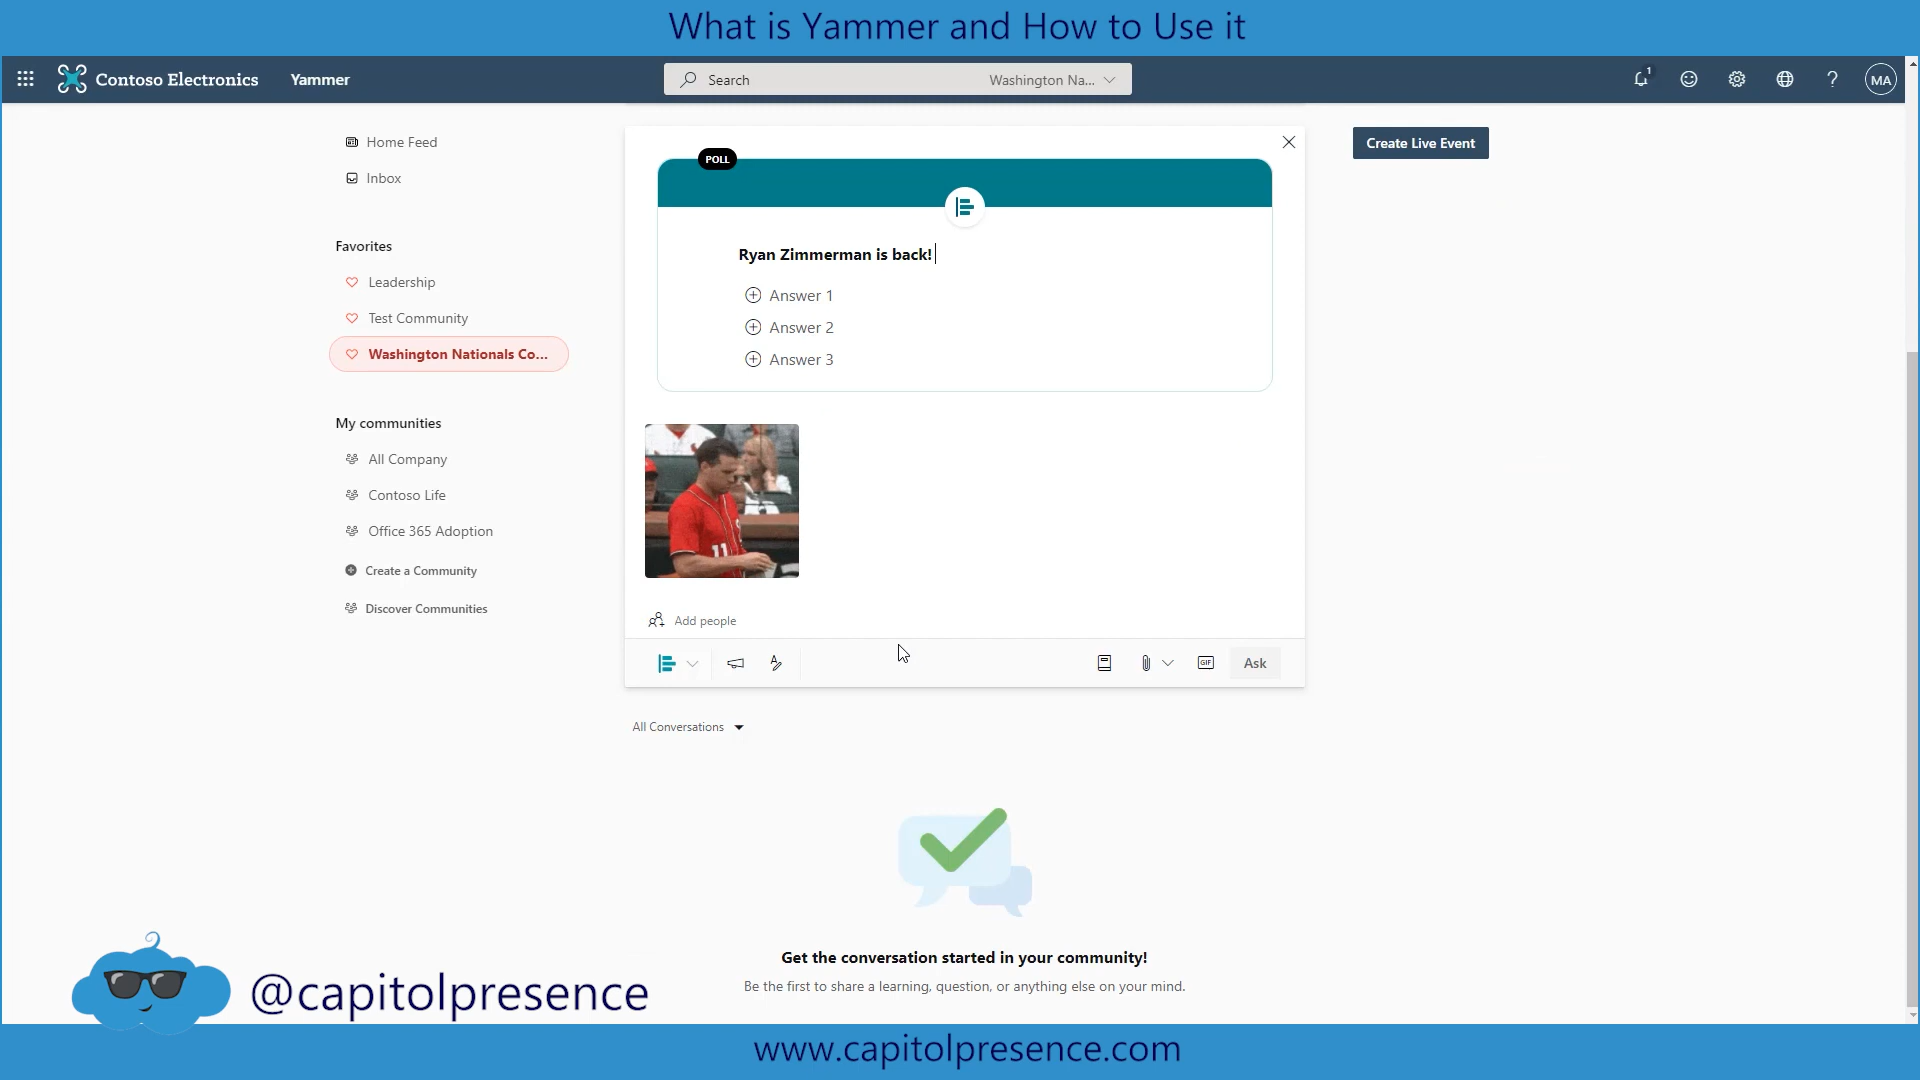 What is Yammer and How to Use it
Contoso Electronics
Yammer
Search
Washington Na...
1
MA
Home Feed
Inbox
Favorites
Leadership
Test Community
Washington Nationals Co...
My communities
All Company
Contoso Life
Office 365 Adoption
Create a Community
Discover Communities
POLL
Ryan Zimmerman is back!
Answer 1
Answer 2
Answer 3
11
Add people
GIF
Ask
Create Live Event
All Conversations
Get the conversation started in your community!
Be the first to share a learning, question, or anything else on your mind.
@capitolpresence
www.capitolpresence.com